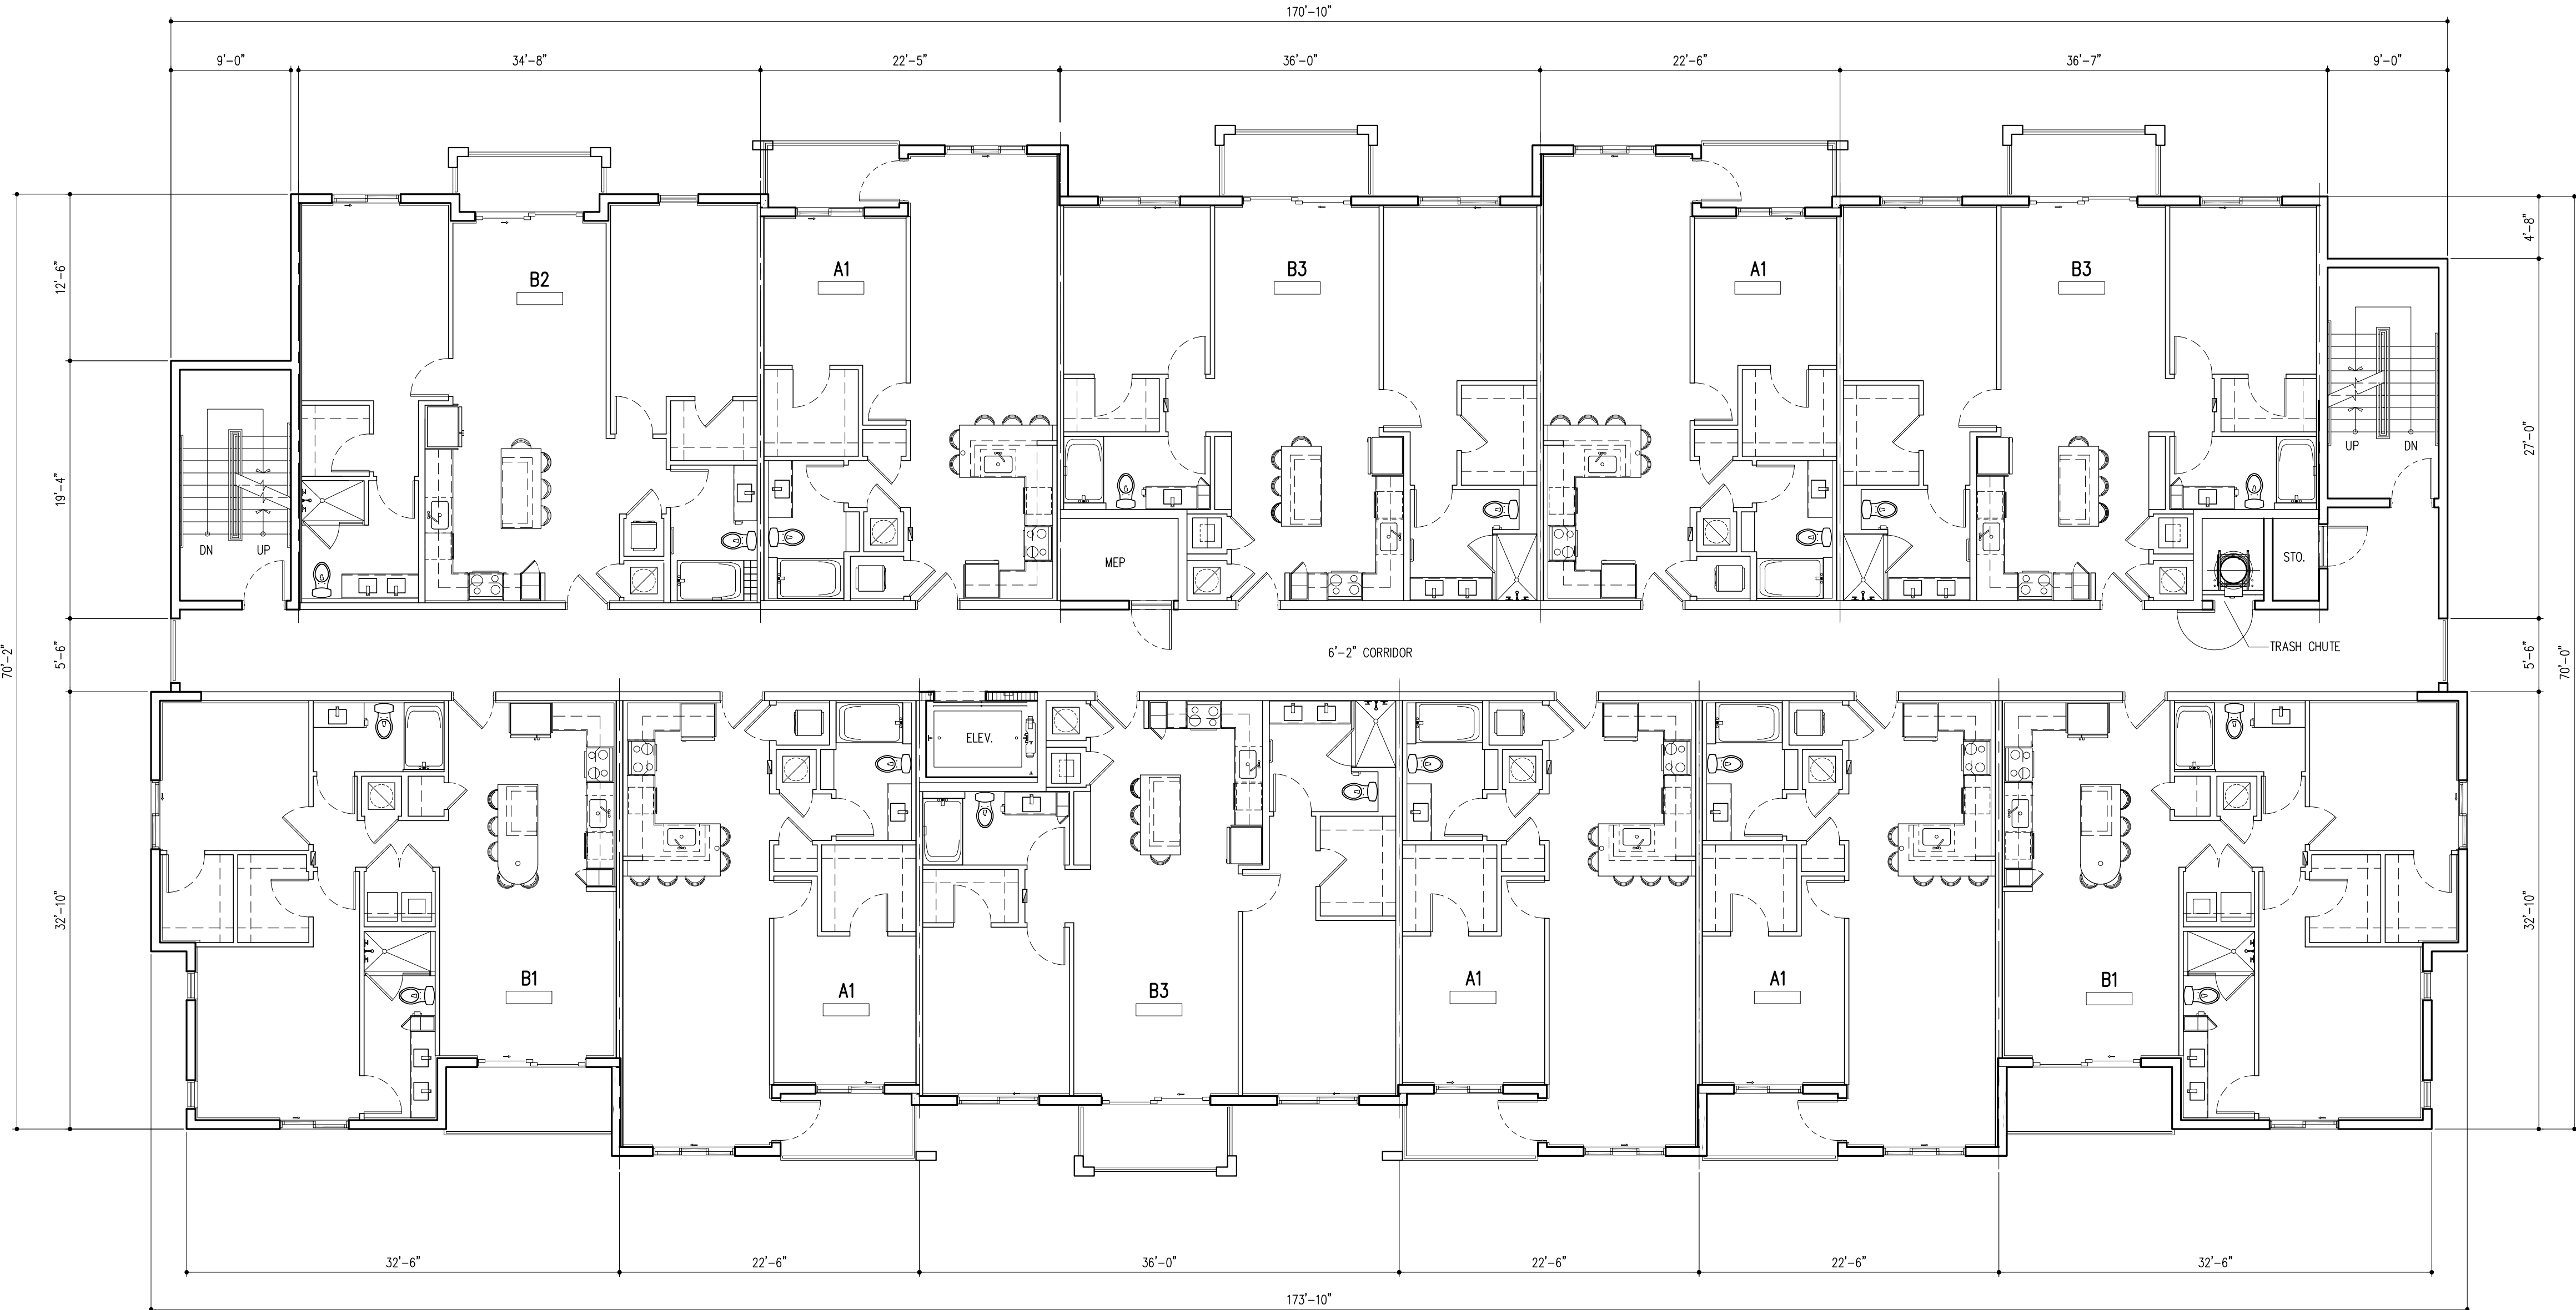 170'-10"
9'-0" 34'-8" 22'-5" 36'-0" 22'-6" 36'-7" 9'-0"
4'-8"
12'-6"
B2 A1 B3 A1 B3
27'-0"
UP DN
19'-4"
DN UP
MEP
STO.
6'-2" CORRIDOR
TRASH CHUTE
70'-2"
5'-6"
5'-6"
70'-0"
ELEV.
32'-10"
32'-10"
B1 A1 B3 A1 A1 B1
32'-6" 22'-6" 36'-0" 22'-6" 22'-6" 32'-6"
173'-10"